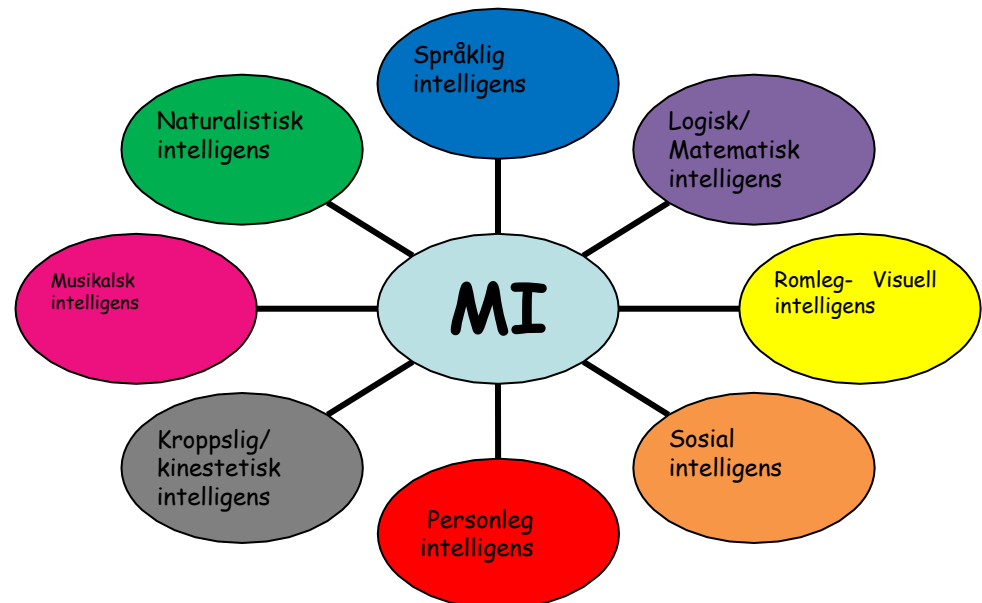 Språklig
intelligens
Naturalistisk
intelligens
Logisk/
Matematisk
intelligens
Musikalsk
intelligens
MI
Romleg- Visuell
intelligens
Kroppslig/
kinestetisk
intelligens
Sosial
intelligens
Personleg
intelligens